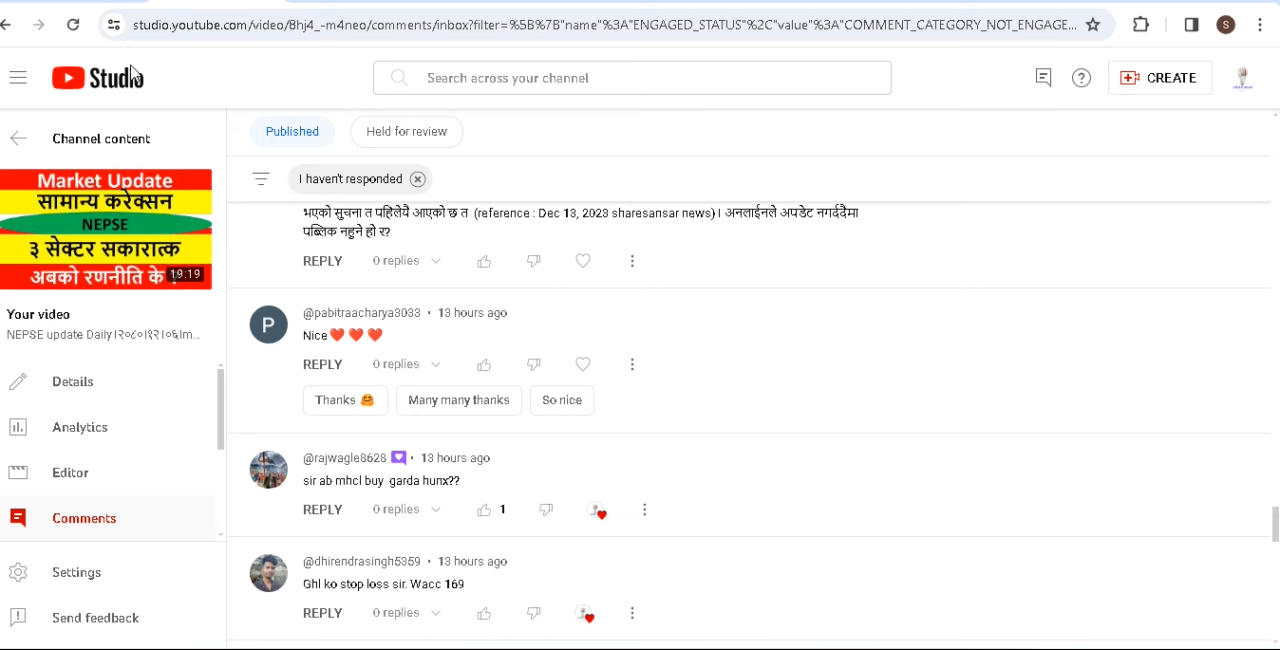 studio.youtube.com/video/8hj4_-m4neo/comments/inbox?filter=%5B%7B"name"%3A"ENGAGED_STATUS"%2C"value"%3A"COMMENT_CATEGORY_NOT_ENGAGE...
S
Studio
Search across your channel
CREATE
Channel content
Published
Held for review
I haven't responded
Market Update
सामान्य करेक्सन
NEPSE
३ सेक्टर सकारात्क
अबको रणनीति के
19:19
Your video
NEPSE update Daily।२०८०।१२।०६।m...
Details
Analytics
Editor
Comments
Settings
Send feedback
भएको सुचना त पहिलेयै आएको छ त (reference : Dec 13, 2023 sharesansar news) । अनलाईनले अपडेट नगर्ददैमा
पब्लिक नहुने हो र?
REPLY 0 replies
P
@pabitraacharya3033 • 13 hours ago
Nice❤️❤️❤️
REPLY 0 replies
Thanks 🤗 Many many thanks So nice
@rajwagle8628 • 13 hours ago
sir ab mhcl buy garda hunx??
REPLY 0 replies 1
@dhirendrasingh5359 • 13 hours ago
Ghl ko stop loss sir. Wacc 169
REPLY 0 replies